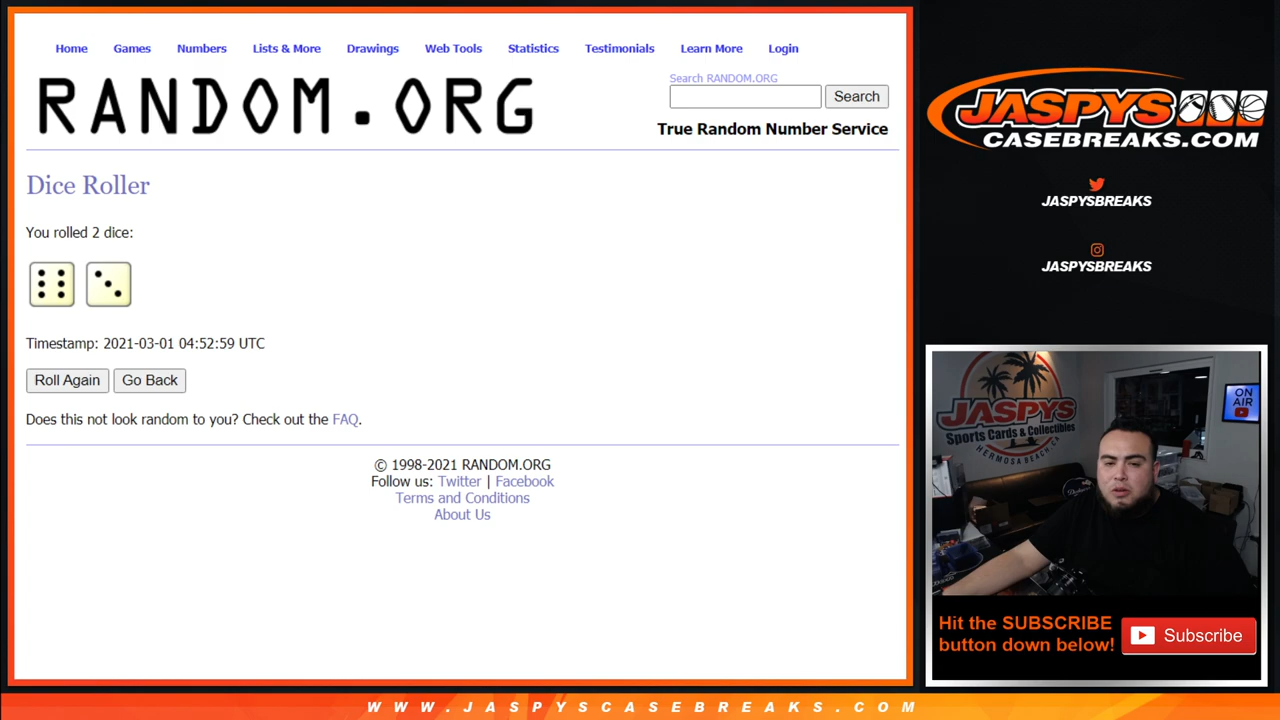 Home Games Numbers Lists & More Drawings Web Tools Statistics Testimonials Learn More Login
RANDOM.ORG
Search RANDOM.ORG
Search
True Random Number Service
Dice Roller
You rolled 2 dice:
Timestamp: 2021-03-01 04:52:59 UTC
Roll Again Go Back
Does this not look random to you? Check out the FAQ.
© 1998-2021 RANDOM.ORG
Follow us: Twitter | Facebook
Terms and Conditions
About Us
JASPYS
CASEBREAKS.COM
JASPYSBREAKS
JASPYSBREAKS
JASPYS
Sports Cards & Collectibles
HERMOSA BEACH, CA
ON
AIR
Hit the SUBSCRIBE
button down below!
Subscribe
WWW.JASPYSCASEBREAKS.COM